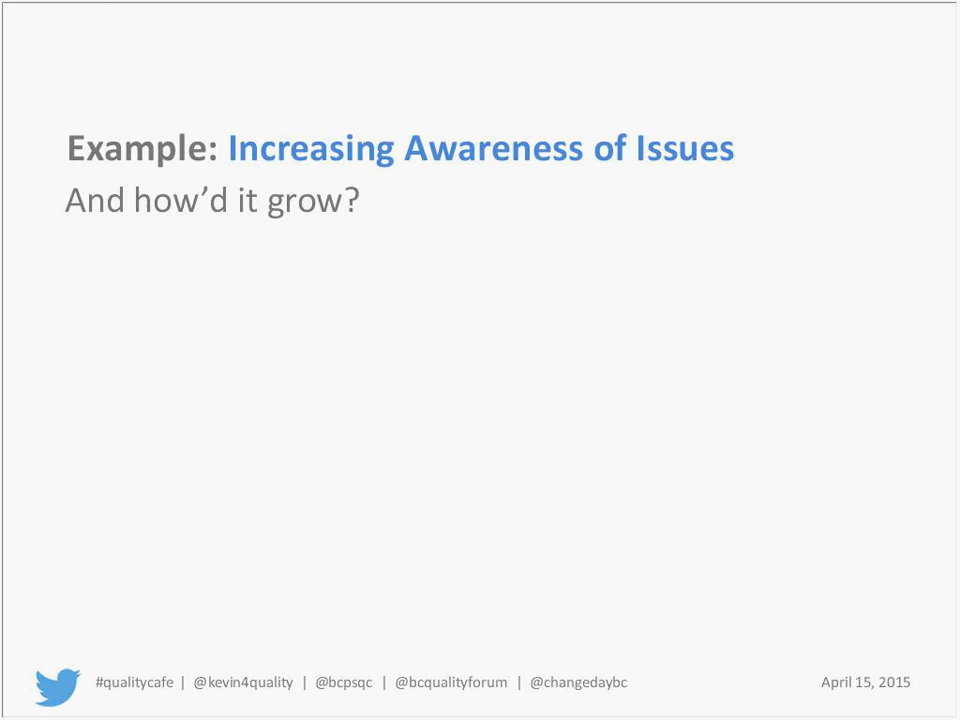 Example: Increasing Awareness of Issues
And how’d it grow?
#qualitycafe | @kevin4quality | @bcpsqc | @bcqualityforum | @changedaybc April 15, 2015